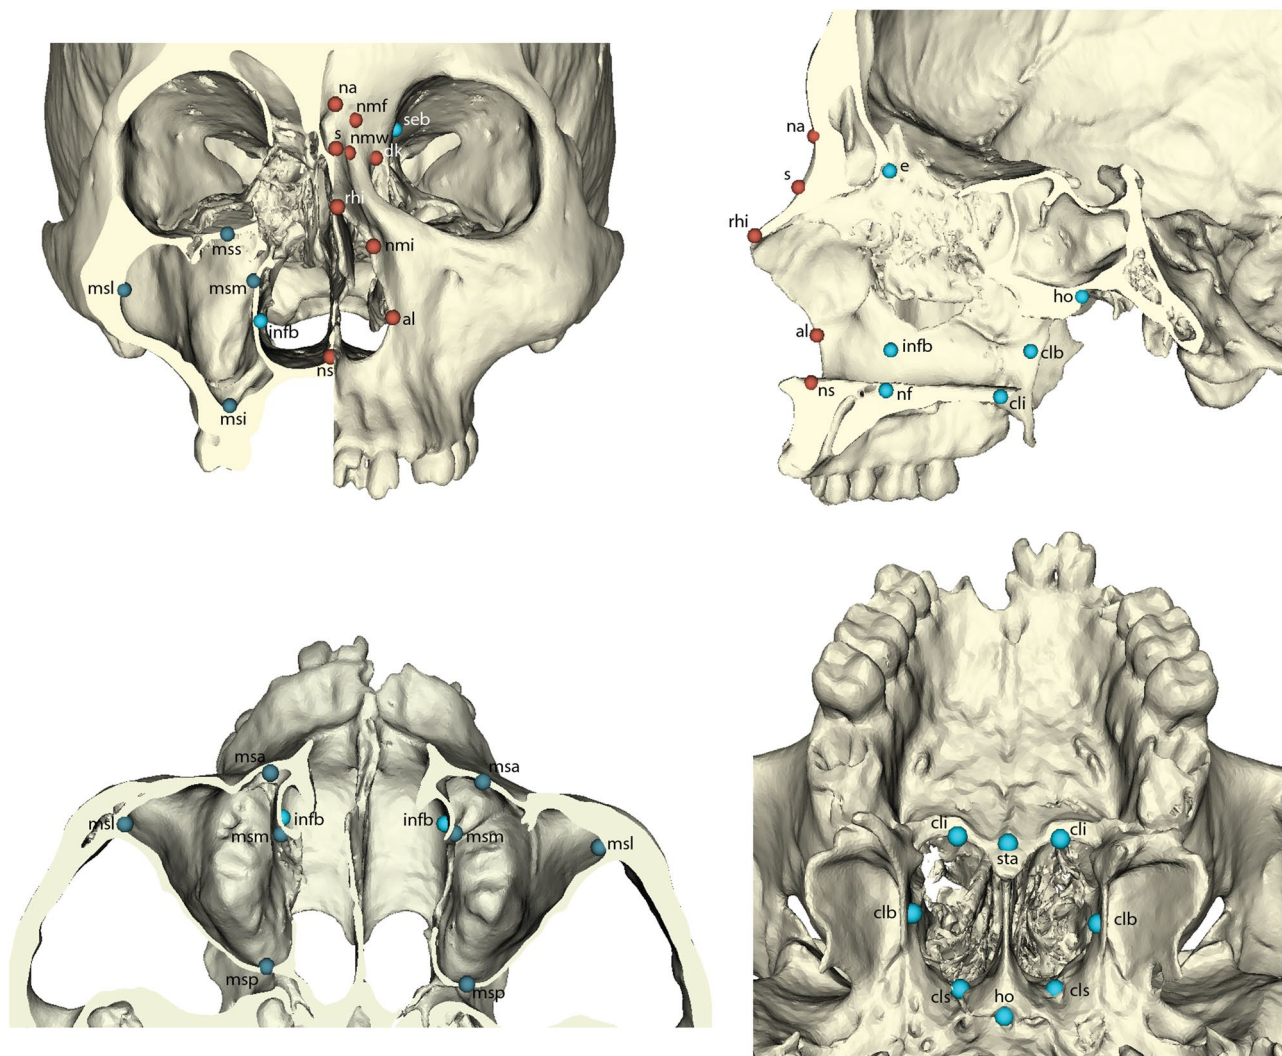 na
nmf
seb
s
nmw
dk
rhi
mss
nmi
msm
msl
al
infb
ns
msi
na
e
s
rhi
ho
al
infb
clb
ns
nf
cli
msa
msa
msl
infb
infb
msm
msm
msl
msp
msp
cli
cli
sta
clb
clb
cls
cls
ho